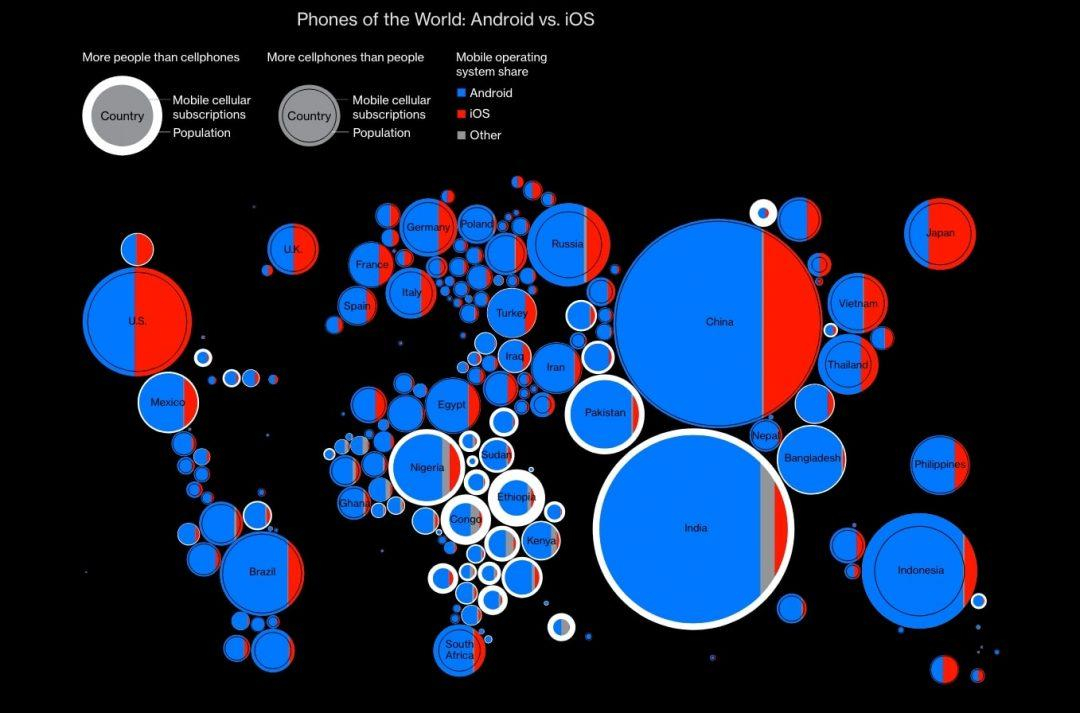 Phones of the World: Android vs. iOS
More people than cellphones
Country
Mobile cellular
subscriptions
Population
More cellphones than people
Country
Mobile cellular
subscriptions
Population
Mobile operating
system share
Android
iOS
Other
U.S.
U.K.
Mexico
Brazil
Germany
Poland
France
Italy
Spain
Russia
Turkey
Iraq
Iran
Egypt
Nigeria
Sudan
Ghana
Ethiopia
Congo
Kenya
South
Africa
Pakistan
China
India
Nepal
Bangladesh
Japan
Vietnam
Thailand
Philippines
Indonesia